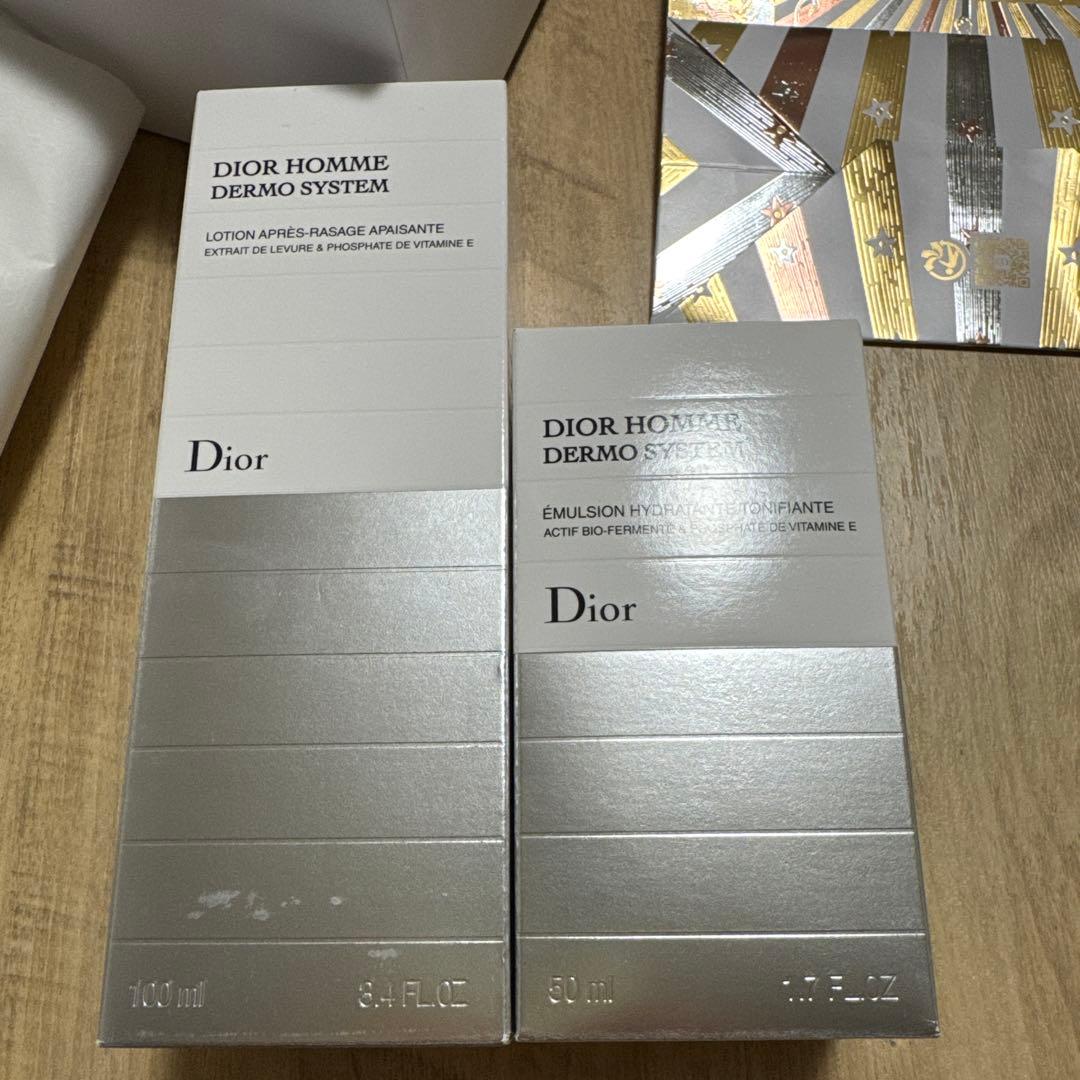 DIOR HOMME
DERMO SYSTEM
LOTION APRÈS-RASAGE APAISANTE
EXTRAIT DE LEVURE & PHOSPHATE DE VITAMINE E
Dior
100 ml 3.4 FL.OZ
DIOR HOMME
DERMO SYSTEM
ÉMULSION HYDRATANTE TONIFIANTE
ACTIF BIO-FERMENTÉ & PHOSPHATE DE VITAMINE E
Dior
50 ml 1.7 FL.OZ